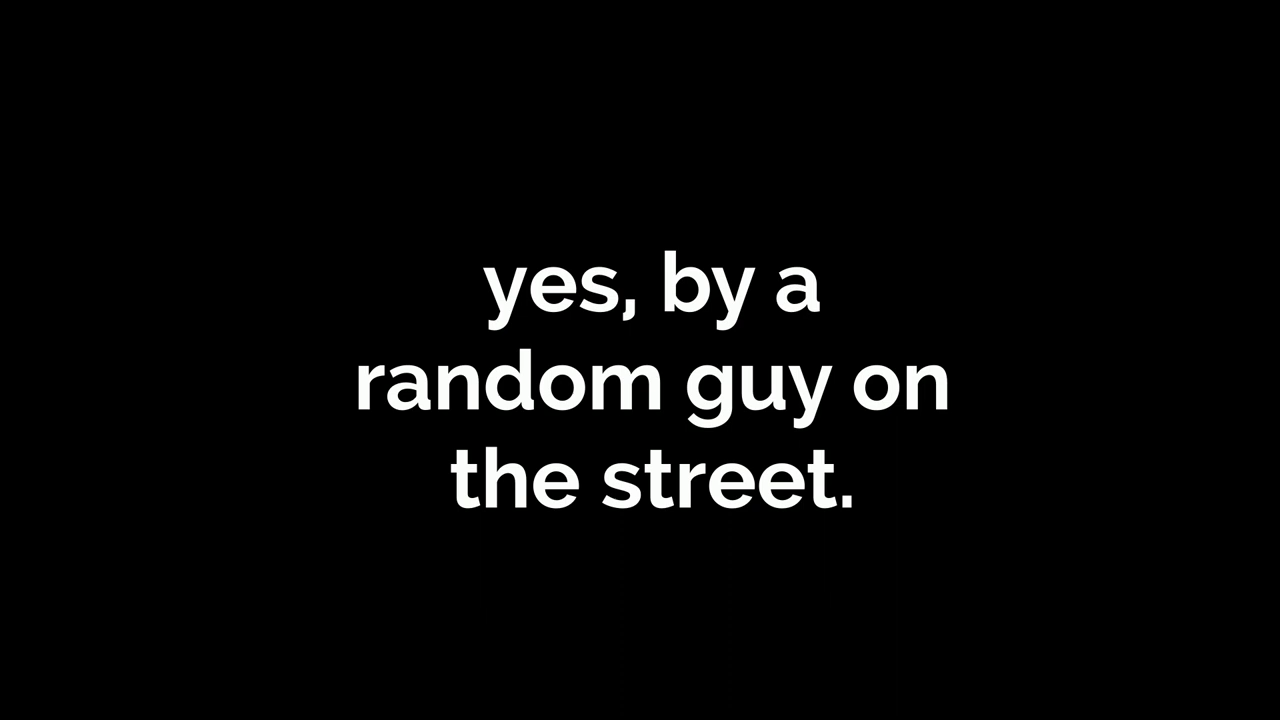 yes, by a
random guy on
the street.